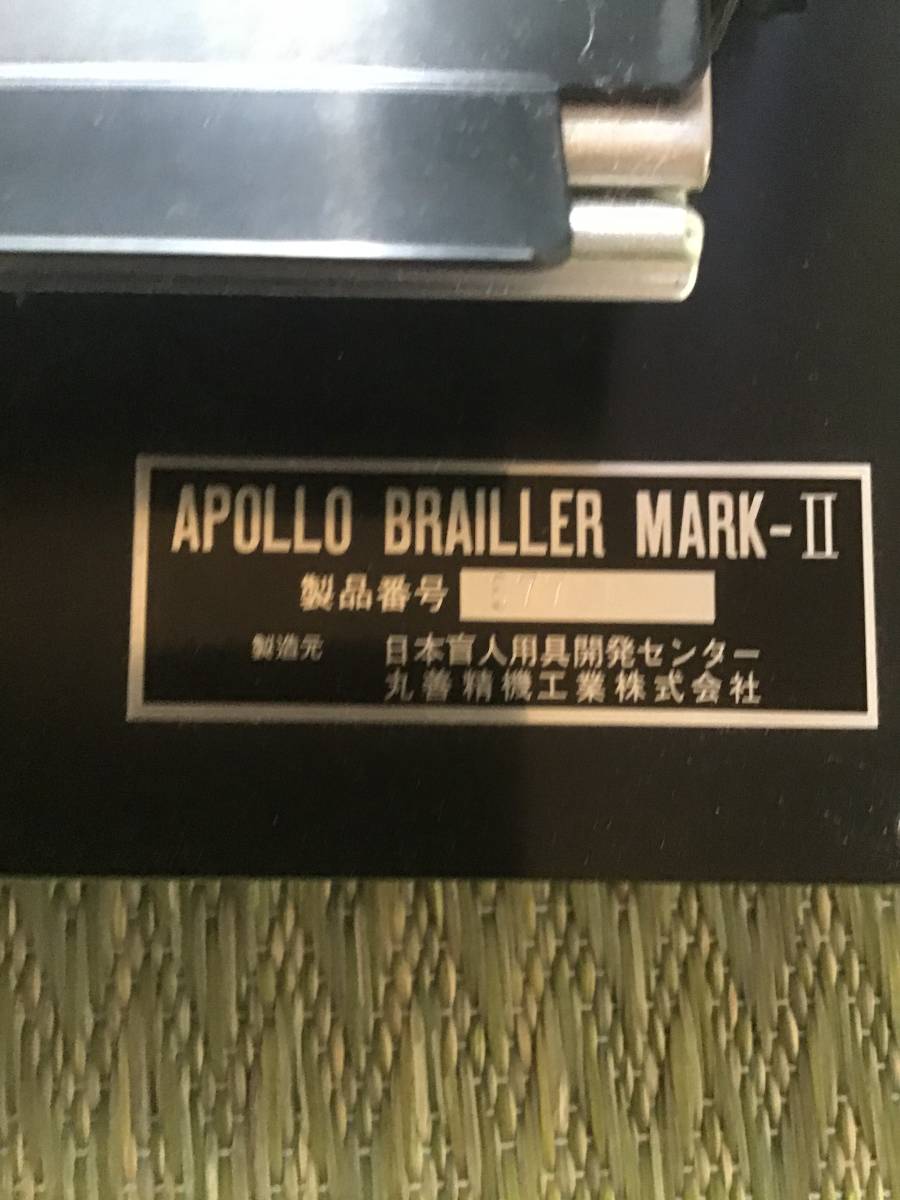 APOLLO BRAILLER MARK-II
製品番号
製造元 日本盲人用具開発センター
丸善精機工業株式会社